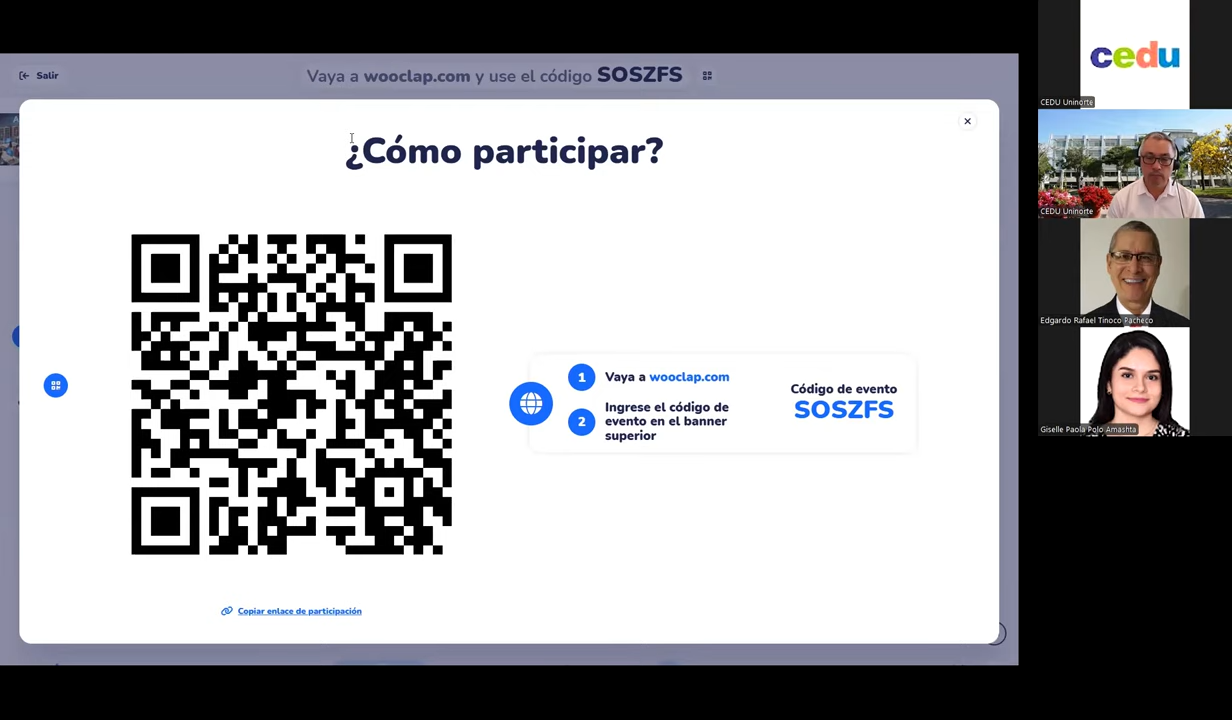 Salir
Vaya a wooclap.com y use el código SOSZFS
¿Cómo participar?
1 Vaya a wooclap.com
2 Ingrese el código de
evento en el banner
superior
Código de evento
SOSZFS
Copiar enlace de participación
cedu
CEDU Uninorte
CEDU Uninorte
Edgardo Rafael Tinoco Pacheco
Giselle Paola Polo Amashta